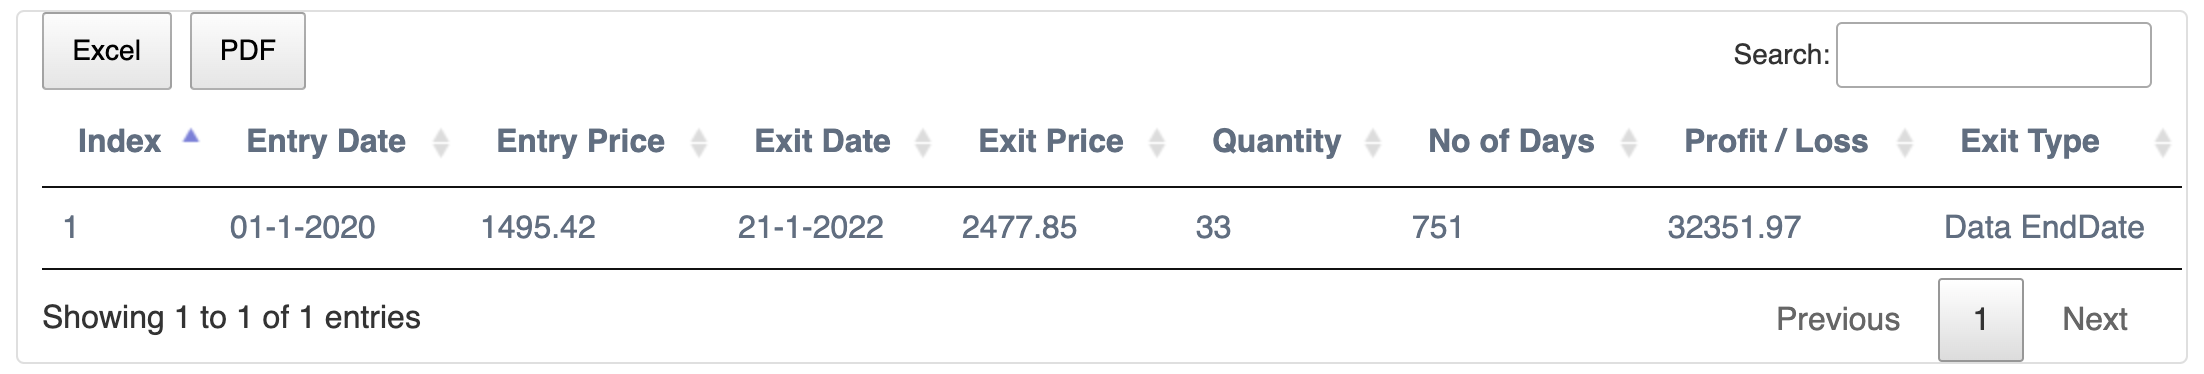 Excel PDF Search:
Index Entry Date Entry Price Exit Date Exit Price Quantity No of Days Profit / Loss Exit Type
1 01-1-2020 1495.42 21-1-2022 2477.85 33 751 32351.97 Data EndDate
Showing 1 to 1 of 1 entries Previous 1 Next